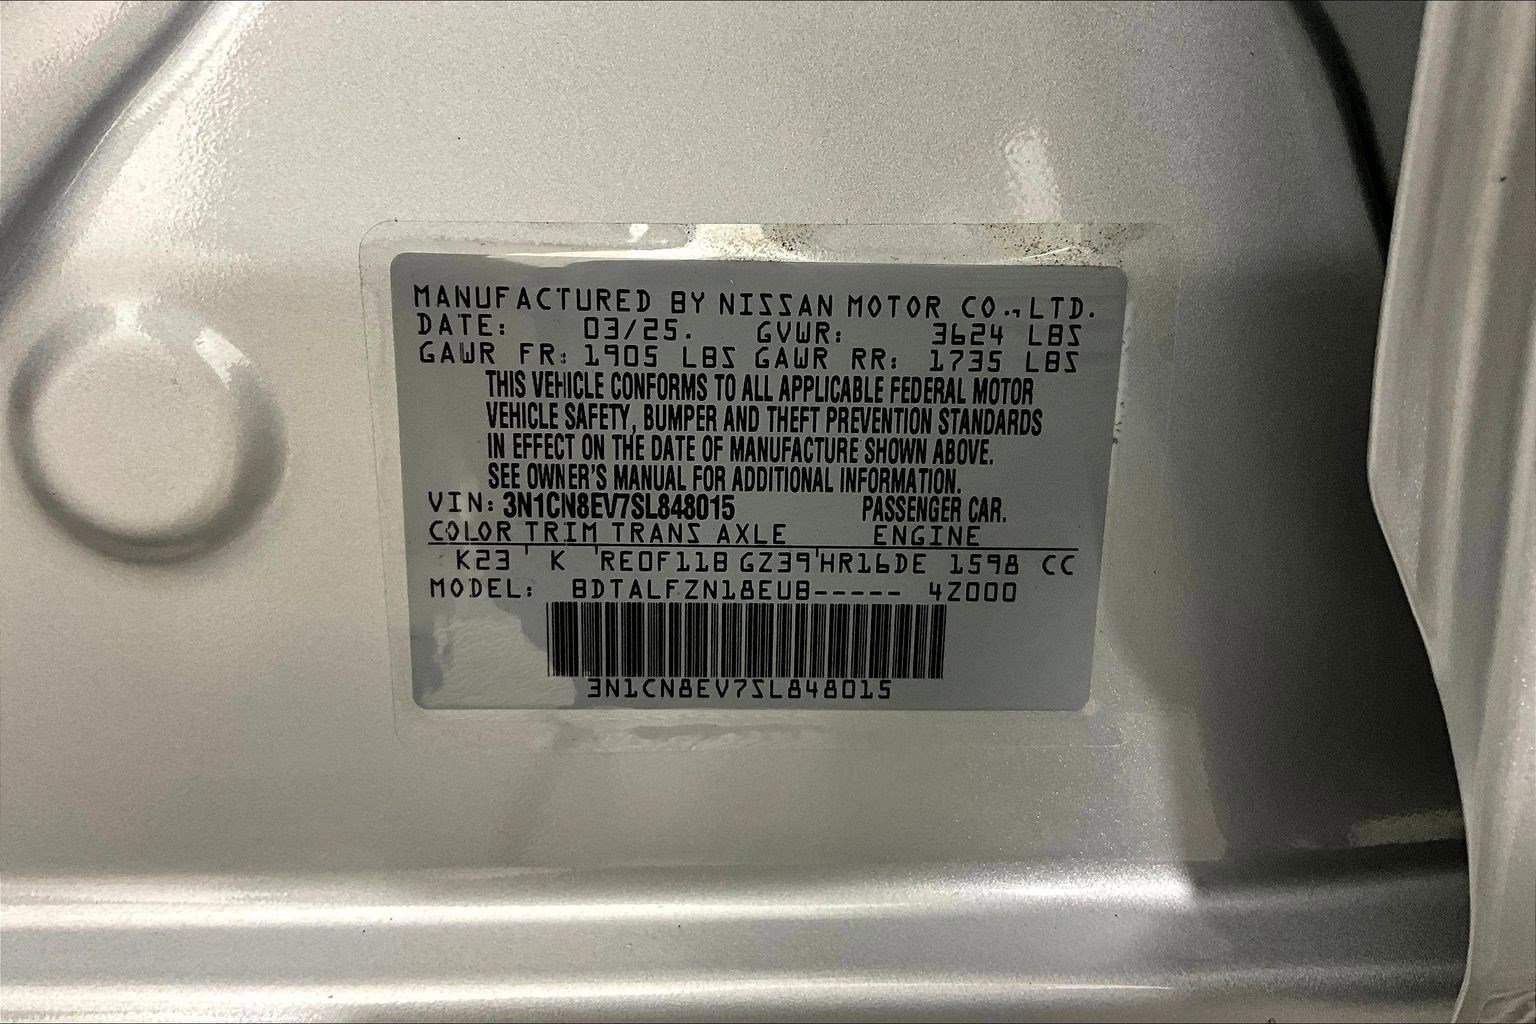 MANUFACTURED BY NISSAN MOTOR CO.,LTD.
DATE: 03/25. GVWR: 3624 LBS
GAWR FR: 1905 LBS GAWR RR: 1735 LBS
THIS VEHICLE CONFORMS TO ALL APPLICABLE FEDERAL MOTOR
VEHICLE SAFETY, BUMPER AND THEFT PREVENTION STANDARDS
IN EFFECT ON THE DATE OF MANUFACTURE SHOWN ABOVE.
SEE OWNER'S MANUAL FOR ADDITIONAL INFORMATION.
VIN: 3N1CN8EV7SL848015 PASSENGER CAR.
COLOR TRIM TRANS AXLE ENGINE
K23 K RE0F11B GZ39 HR16DE 1598 CC
MODEL: BDTALFZN18EUB----- 4Z000
3N1CN8EV7SL848015